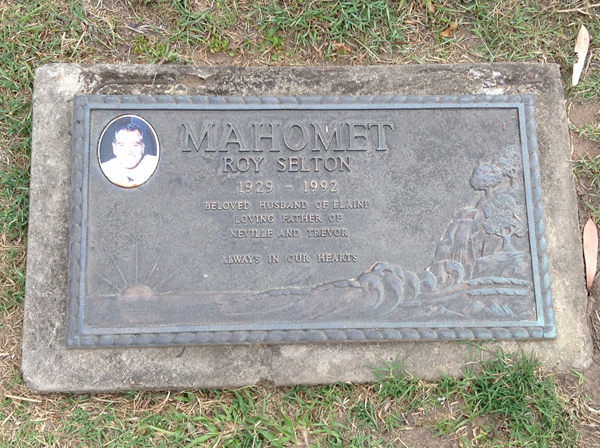 MAHOMET
ROY SELTON
1929 - 1992
BELOVED HUSBAND OF ELAINE
LOVING FATHER OF
NEVILLE AND TREVOR
ALWAYS IN OUR HEARTS